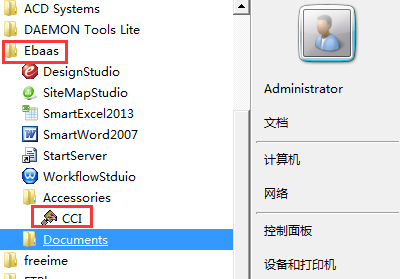 ACD Systems
DAEMON Tools Lite
Ebaas
DesignStudio
SiteMapStudio
SmartExcel2013
SmartWord2007
StartServer
WorkflowStduio
Accessories
CCI
Documents
freeime
Administrator
文档
计算机
网络
控制面板
设备和打印机